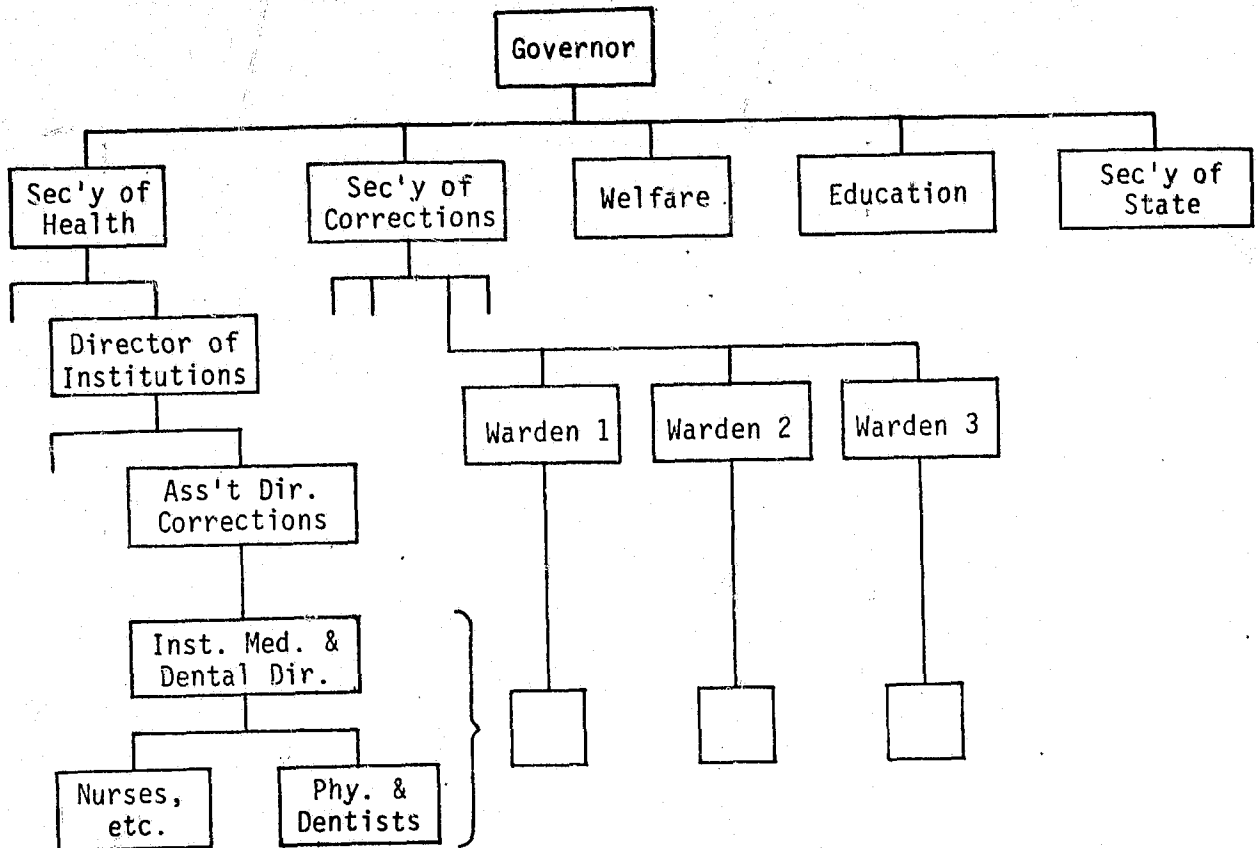 Governor
Sec'y of
Health
Sec'y of
Corrections
Welfare
Education
Sec'y of
State
Director of
Institutions
Warden 1
Warden 2
Warden 3
Ass't Dir.
Corrections
Inst. Med. &
Dental Dir.
Nurses,
etc.
Phy. &
Dentists